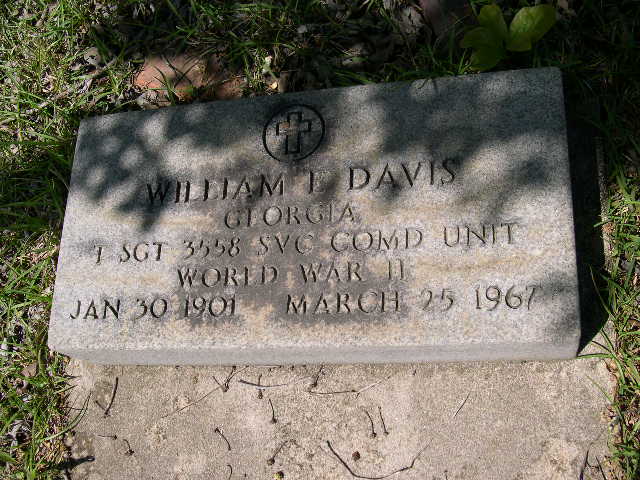 WILLIAM E DAVIS
GEORGIA
T SGT 3558 SVC COMD UNIT
WORLD WAR II
JAN 30 1901 MARCH 25 1967